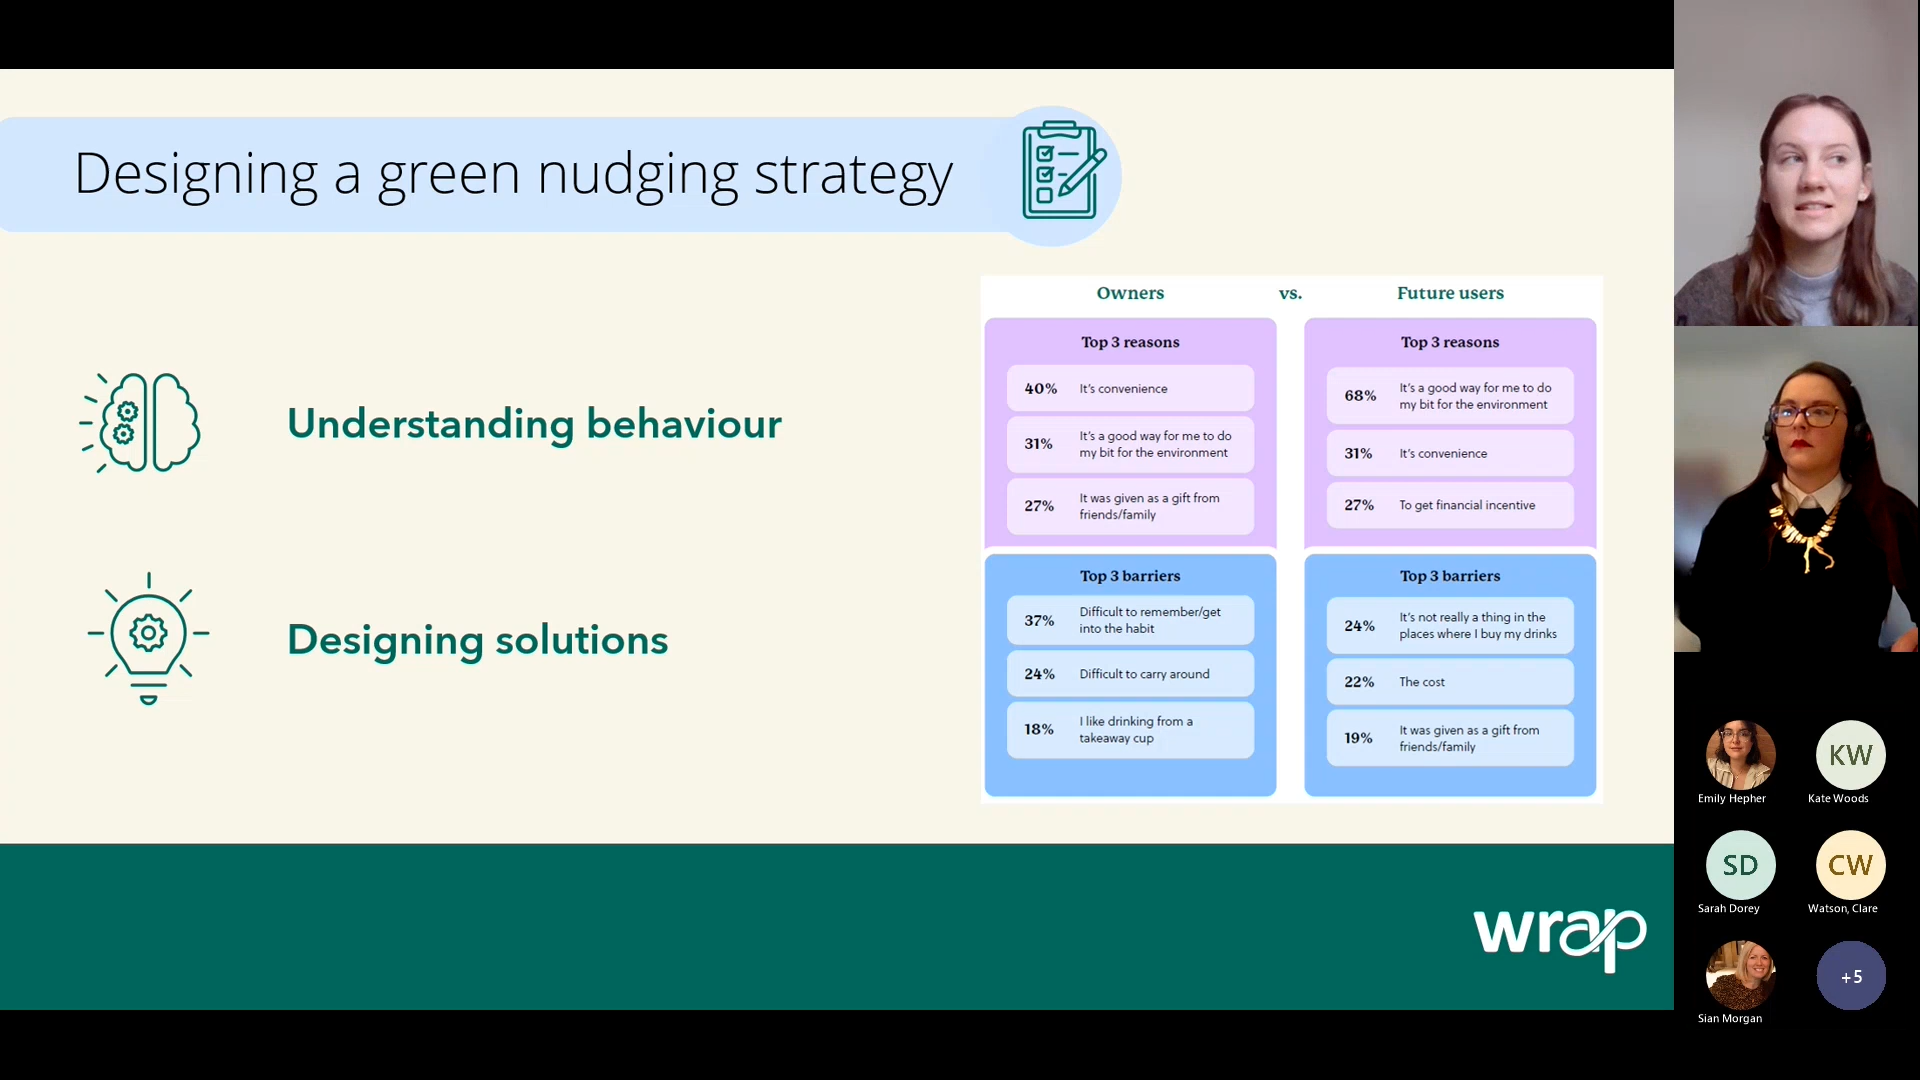 Designing a green nudging strategy
Understanding behaviour
Designing solutions
Owners vs. Future users
Top 3 reasons
40% It's convenience
31% It's a good way for me to do
my bit for the environment
27% It was given as a gift from
friends/family
Top 3 barriers
37% Difficult to remember/get
into the habit
24% Difficult to carry around
18% I like drinking from a
takeaway cup
Top 3 reasons
68% It's a good way for me to do
my bit for the environment
31% It's convenience
27% To get financial incentive
Top 3 barriers
24% It's not really a thing in the
places where I buy my drinks
22% The cost
19% It was given as a gift from
friends/family
wrap
Emily Hepher
KW
Kate Woods
SD
Sarah Dorey
CW
Watson, Clare
Sian Morgan
+5